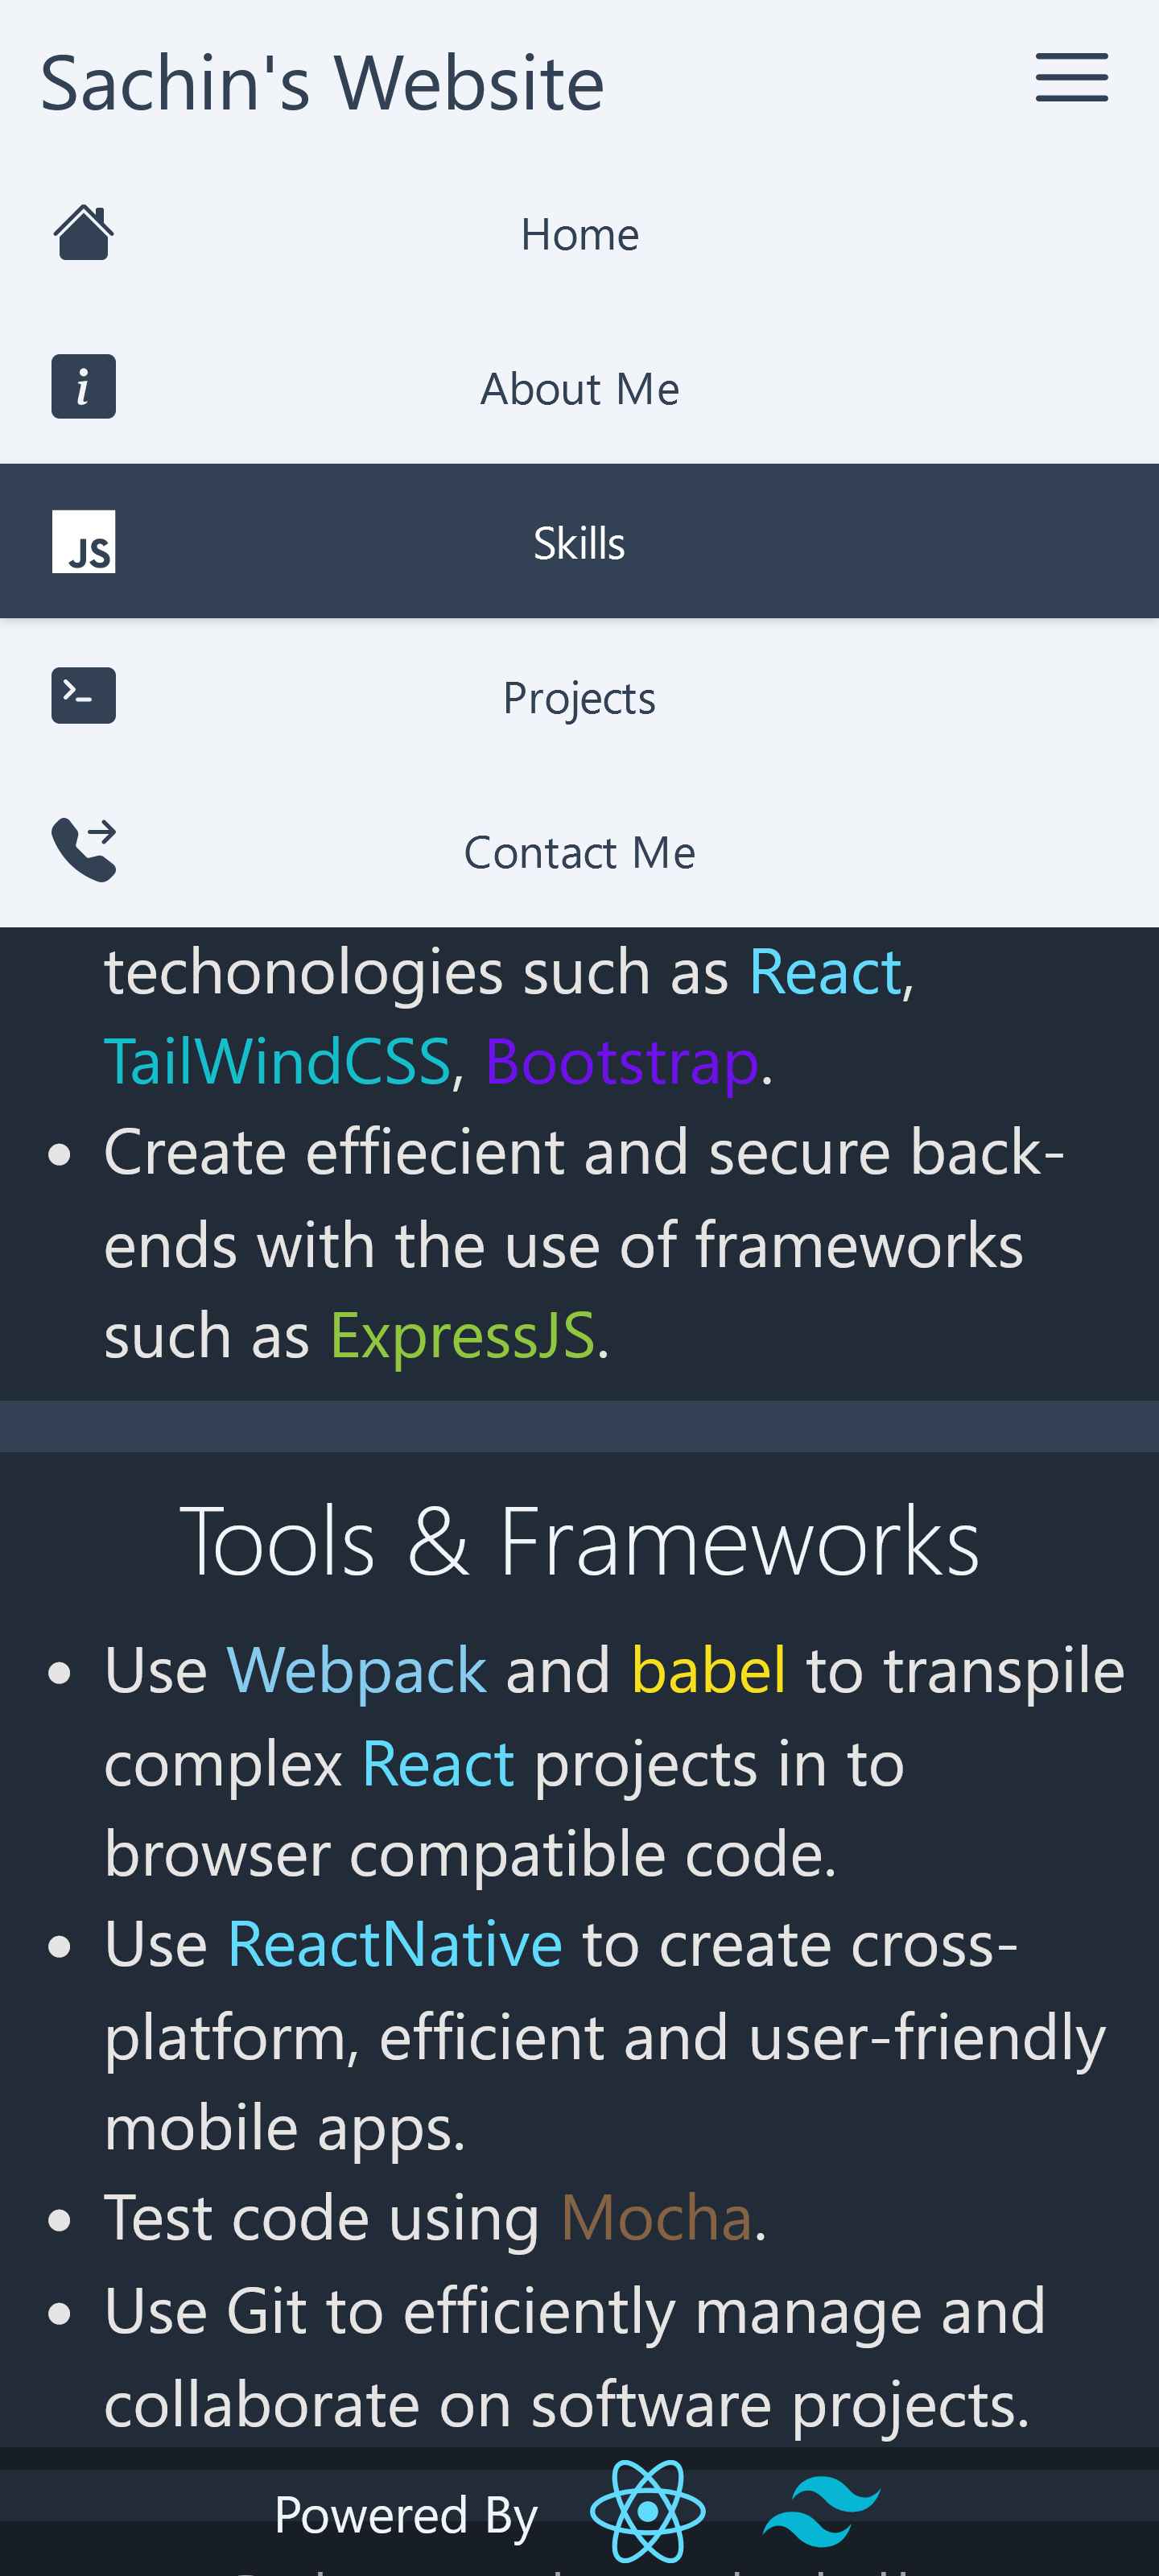 Sachin's Website
Home
i
About Me
JS
Skills
>_
Projects
Contact Me
techonologies such as React,
TailWindCSS, Bootstrap.
• Create effiecient and secure back-
ends with the use of frameworks
such as ExpressJS.
Tools & Frameworks
• Use Webpack and babel to transpile
complex React projects in to
browser compatible code.
• Use ReactNative to create cross-
platform, efficient and user-friendly
mobile apps.
• Test code using Mocha.
• Use Git to efficiently manage and
collaborate on software projects.
Powered By